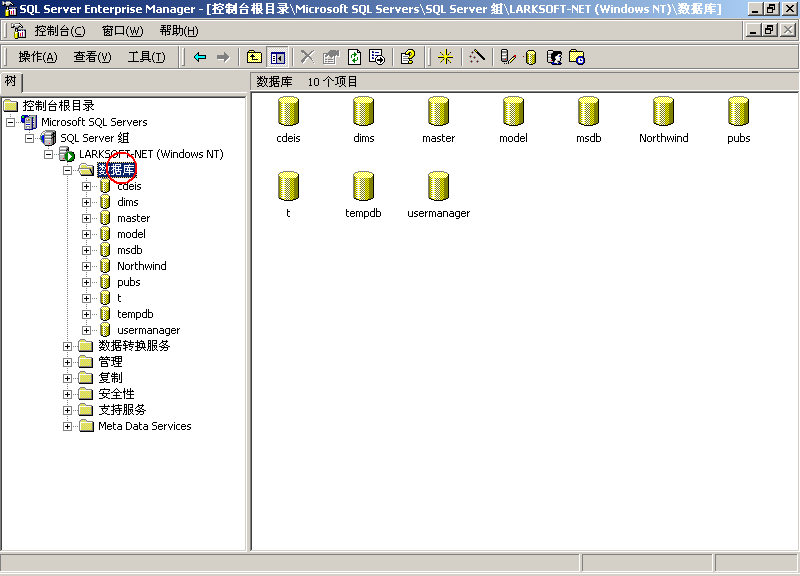 SQL Server Enterprise Manager - [控制台根目录\Microsoft SQL Servers\SQL Server 组\LARKSOFT-NET (Windows NT)\数据库]
控制台(C) 窗口(W) 帮助(H)
操作(A) 查看(V) 工具(T)
树
数据库 10 个项目
控制台根目录
Microsoft SQL Servers
SQL Server 组
LARKSOFT-NET (Windows NT)
数据库
cdeis
dims
master
model
msdb
Northwind
pubs
t
tempdb
usermanager
数据转换服务
管理
复制
安全性
支持服务
Meta Data Services
cdeis dims master model msdb Northwind pubs
t tempdb usermanager